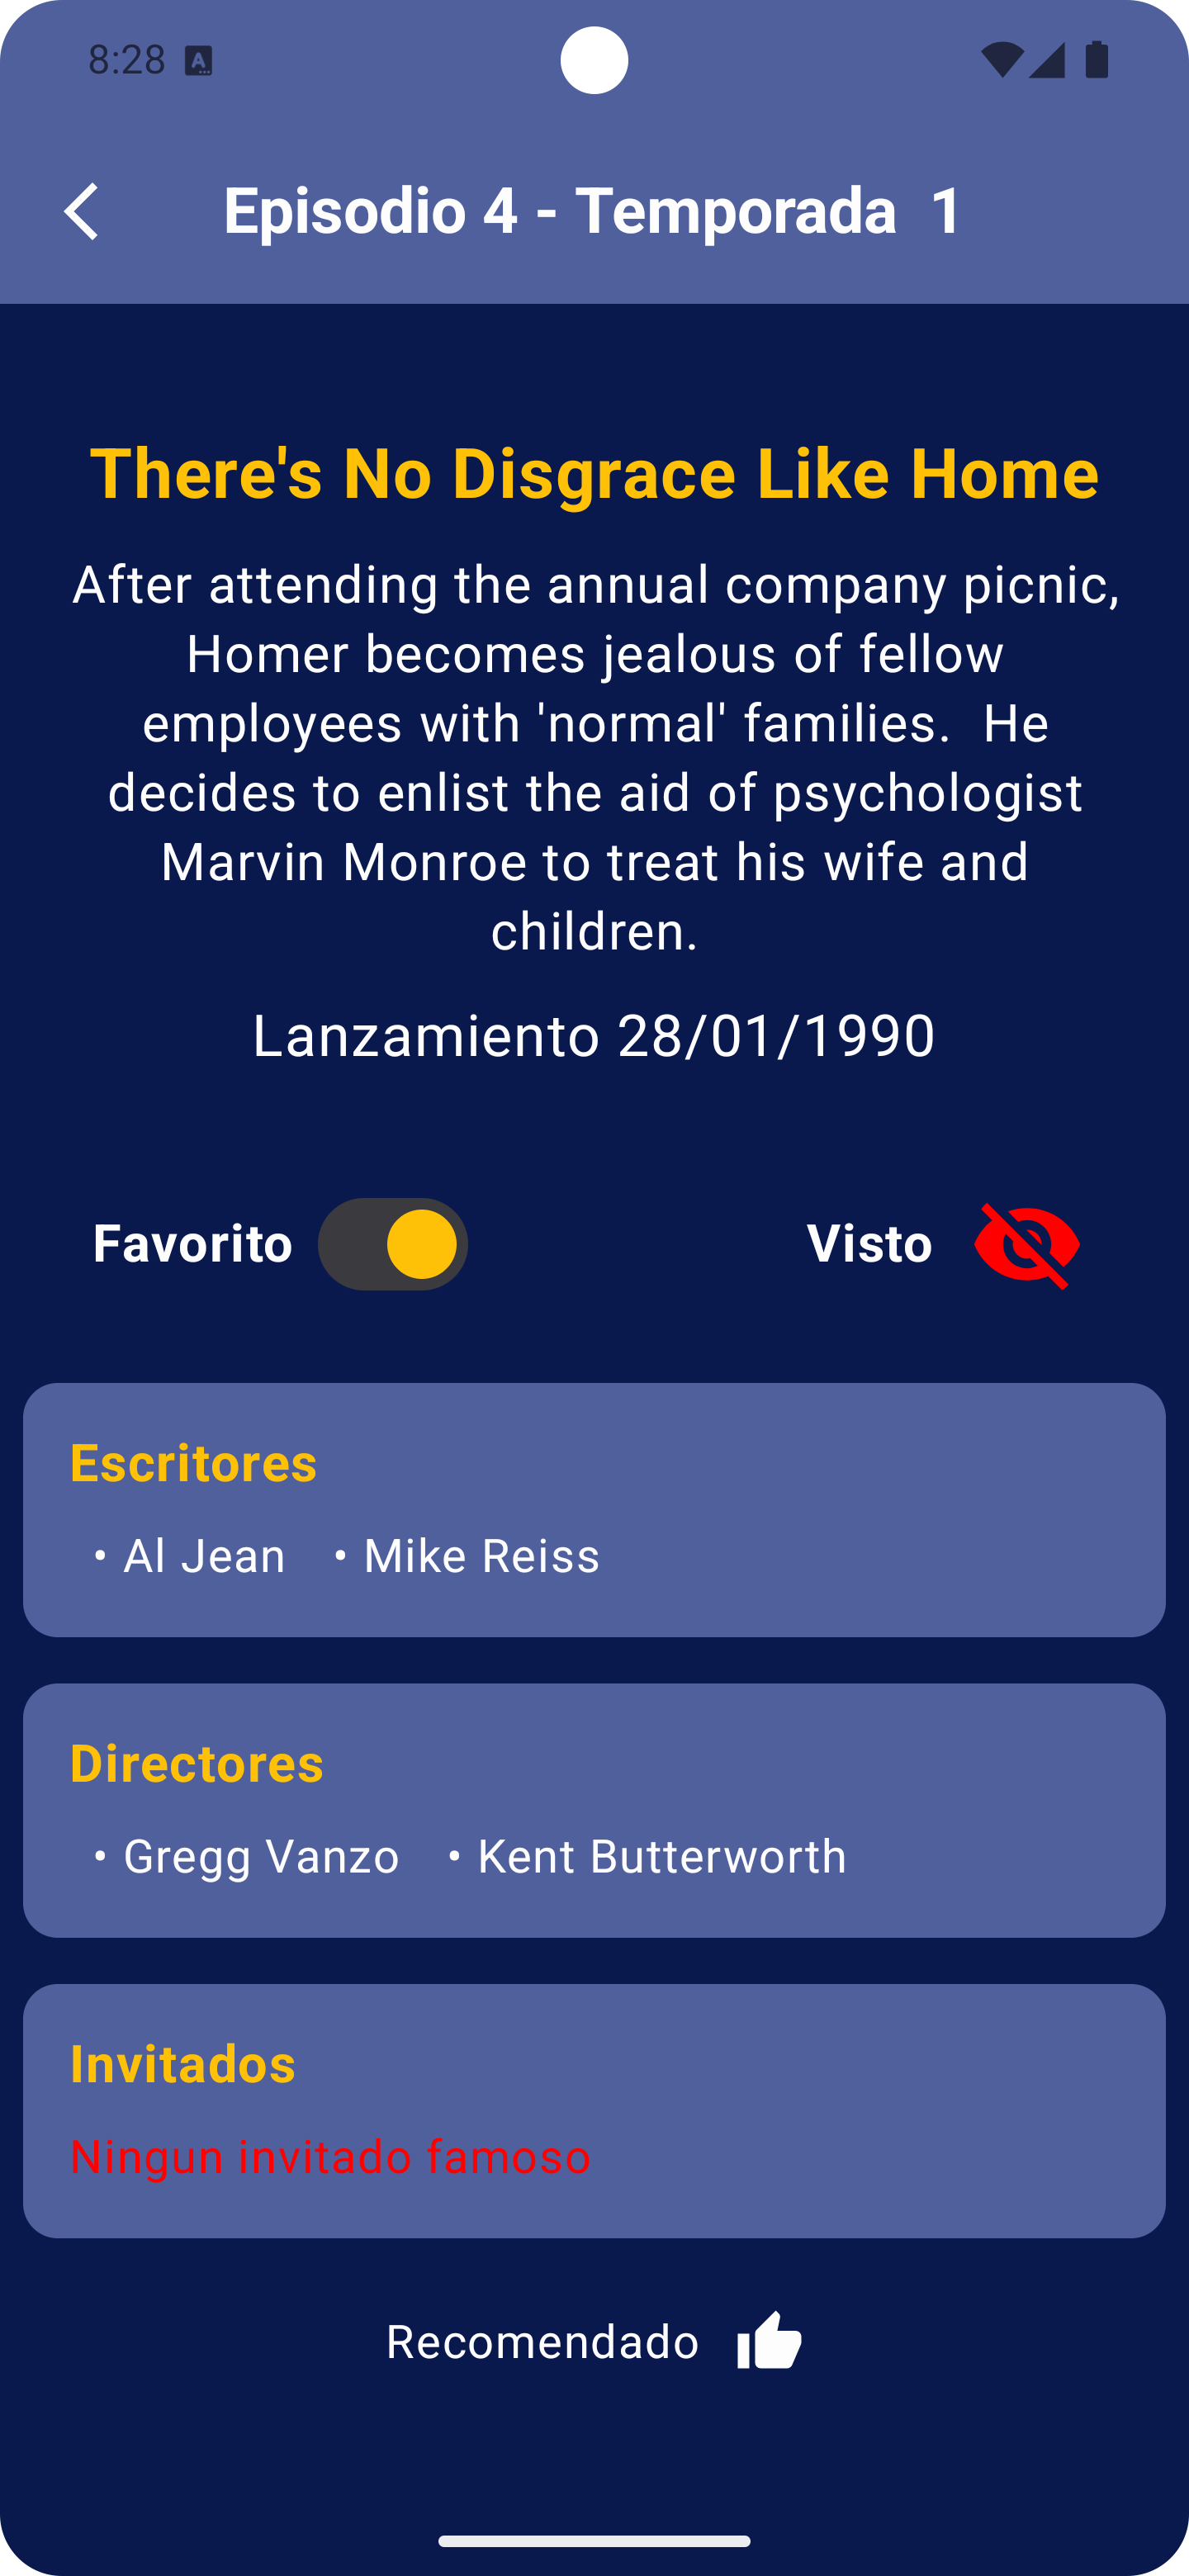 8:28
Episodio 4 - Temporada  1
There's No Disgrace Like Home
After attending the annual company picnic,
Homer becomes jealous of fellow
employees with 'normal' families.  He
decides to enlist the aid of psychologist
Marvin Monroe to treat his wife and
children.
Lanzamiento 28/01/1990
Favorito
Visto
Escritores
• Al Jean • Mike Reiss
Directores
• Gregg Vanzo • Kent Butterworth
Invitados
Ningun invitado famoso
Recomendado